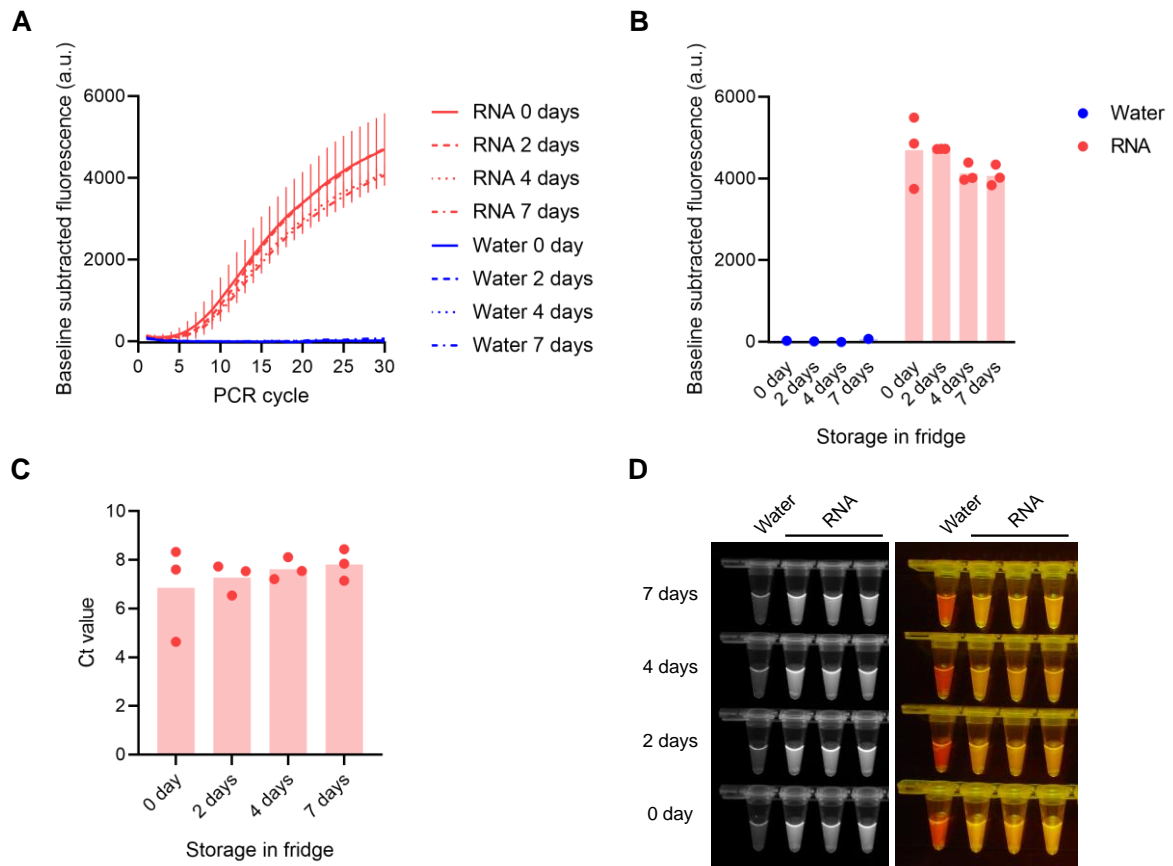 A
Baseline subtracted fluorescence (a.u.)
6000
4000
2000
0
0 5 10 15 20 25 30
PCR cycle
RNA 0 days
RNA 2 days
RNA 4 days
RNA 7 days
Water 0 day
Water 2 days
Water 4 days
Water 7 days
B
Baseline subtracted fluorescence (a.u.)
6000
4000
2000
0
0 day 2 days 4 days 7 days 0 day 2 days 4 days 7 days
Storage in fridge
Water
RNA
C
Ct value
10
8
6
4
2
0
0 day 2 days 4 days 7 days
Storage in fridge
D
Water RNA Water RNA
7 days
4 days
2 days
0 day